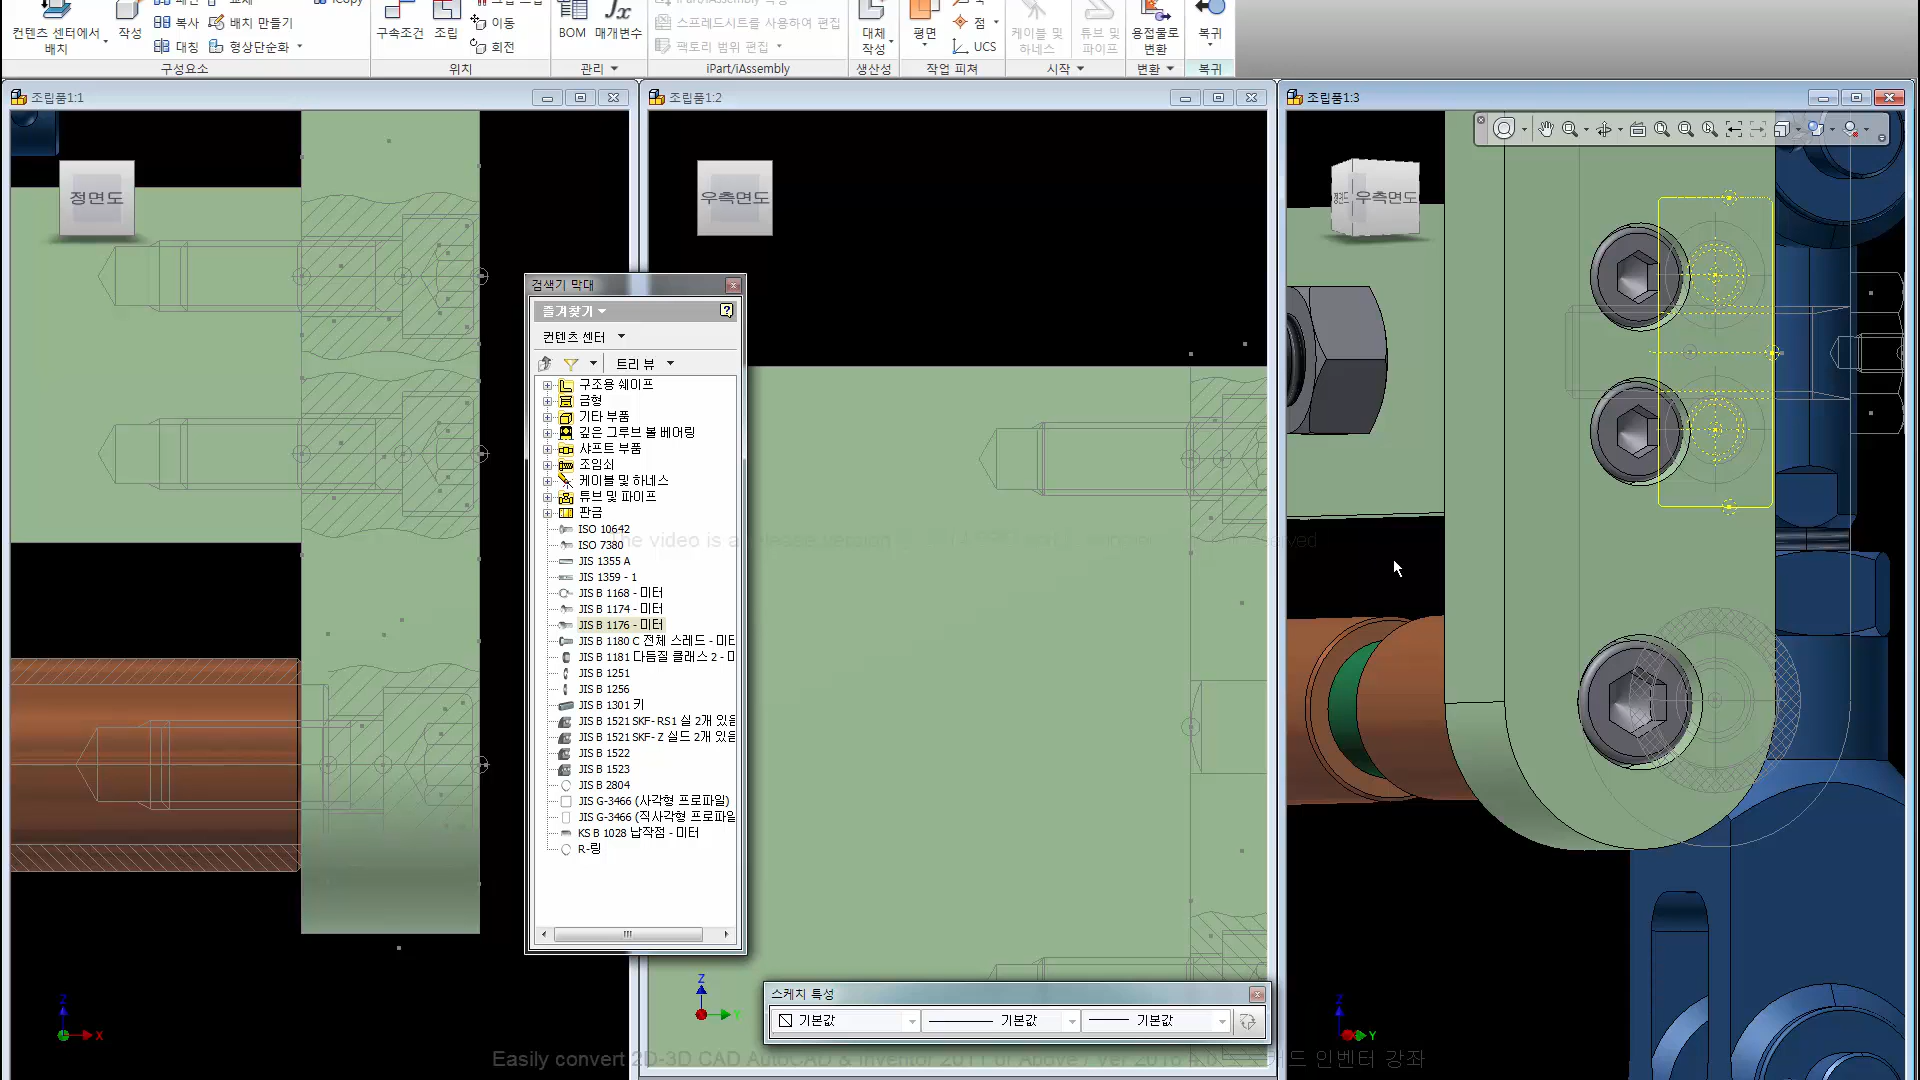 컨텐츠 센터에서
배치
작성
복사
배치 만들기
대칭
형상단순화
구성요소
구속조건
조립
이동
회전
위치
BOM
매개변수
관리
스프레드시트를 사용하여 편집
팩토리 범위 편집
iPart/iAssembly
대체
작성
생산성
평면
점
UCS
작업 피쳐
케이블 및
하네스
튜브 및
파이프
시작
용접물로
변환
변환
복귀
복귀
조립품1:1
조립품1:2
조립품1:3
정면도
우측면도
정면도
우측면도
검색기 막대
즐겨찾기
컨텐츠 센터
트리 뷰
구조용 쉐이프
금형
기타 부품
깊은 그루브 볼 베어링
샤프트 부품
조임쇠
케이블 및 하네스
튜브 및 파이프
판금
ISO 10642
ISO 7380
JIS 1355 A
JIS 1359 - 1
JIS B 1168 - 미터
JIS B 1174 - 미터
JIS B 1176 - 미터
JIS B 1180 C 전체 스레드 - 미터
JIS B 1181 다듬질 클래스 2 - 미
JIS B 1251
JIS B 1256
JIS B 1301 키
JIS B 1521 SKF-RS1 실 2개 있음
JIS B 1521 SKF-Z 실드 2개 있음
JIS B 1522
JIS B 1523
JIS B 2804
JIS G-3466 (사각형 프로파일)
JIS G-3466 (직사각형 프로파일
KS B 1028 납작점 - 미터
R-링
The video is a release version
스케치 특성
기본값
기본값
기본값
Z
X
Z
Y
Z
Y
Easily convert 2D-3D CAD AutoCAD & Inventor 2011 or Above / Ver 2018
인벤터 강좌